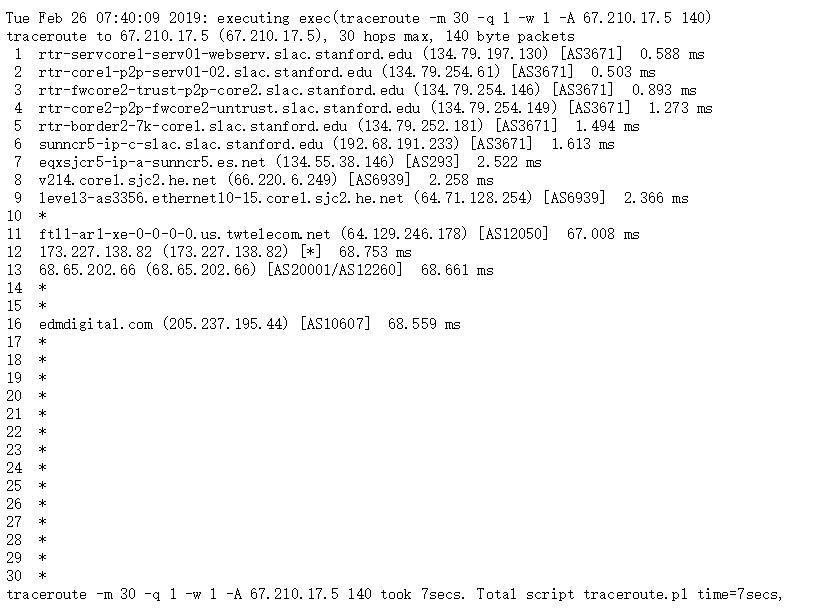 Tue Feb 26 07:40:09 2019: executing exec(traceroute -m 30 -q 1 -w 1 -A 67.210.17.5 140)
traceroute to 67.210.17.5 (67.210.17.5), 30 hops max, 140 byte packets
1 rtr-servcore1-serv01-webserv.slac.stanford.edu (134.79.197.130) [AS3671] 0.588 ms
2 rtr-core1-p2p-serv01-02.slac.stanford.edu (134.79.254.61) [AS3671] 0.503 ms
3 rtr-fwcore2-trust-p2p-core2.slac.stanford.edu (134.79.254.146) [AS3671] 0.893 ms
4 rtr-core2-p2p-fwcore2-untrust.slac.stanford.edu (134.79.254.149) [AS3671] 1.273 ms
5 rtr-border2-7k-core1.slac.stanford.edu (134.79.252.181) [AS3671] 1.494 ms
6 sunncr5-ip-c-slac.slac.stanford.edu (192.68.191.233) [AS3671] 1.613 ms
7 eqxsjcr5-ip-a-sunncr5.es.net (134.55.38.146) [AS293] 2.522 ms
8 v214.core1.sjc2.he.net (66.220.6.249) [AS6939] 2.258 ms
9 level3-as3356.ethernet10-15.core1.sjc2.he.net (64.71.128.254) [AS6939] 2.366 ms
10 *
11 ftl1-ar1-xe-0-0-0-0.us.twtelecom.net (64.129.246.178) [AS12050] 67.008 ms
12 173.227.138.82 (173.227.138.82) [*] 68.753 ms
13 68.65.202.66 (68.65.202.66) [AS20001/AS12260] 68.661 ms
14 *
15 *
16 edmdigital.com (205.237.195.44) [AS10607] 68.559 ms
17 *
18 *
19 *
20 *
21 *
22 *
23 *
24 *
25 *
26 *
27 *
28 *
29 *
30 *
traceroute -m 30 -q 1 -w 1 -A 67.210.17.5 140 took 7secs. Total script traceroute.pl time=7secs,